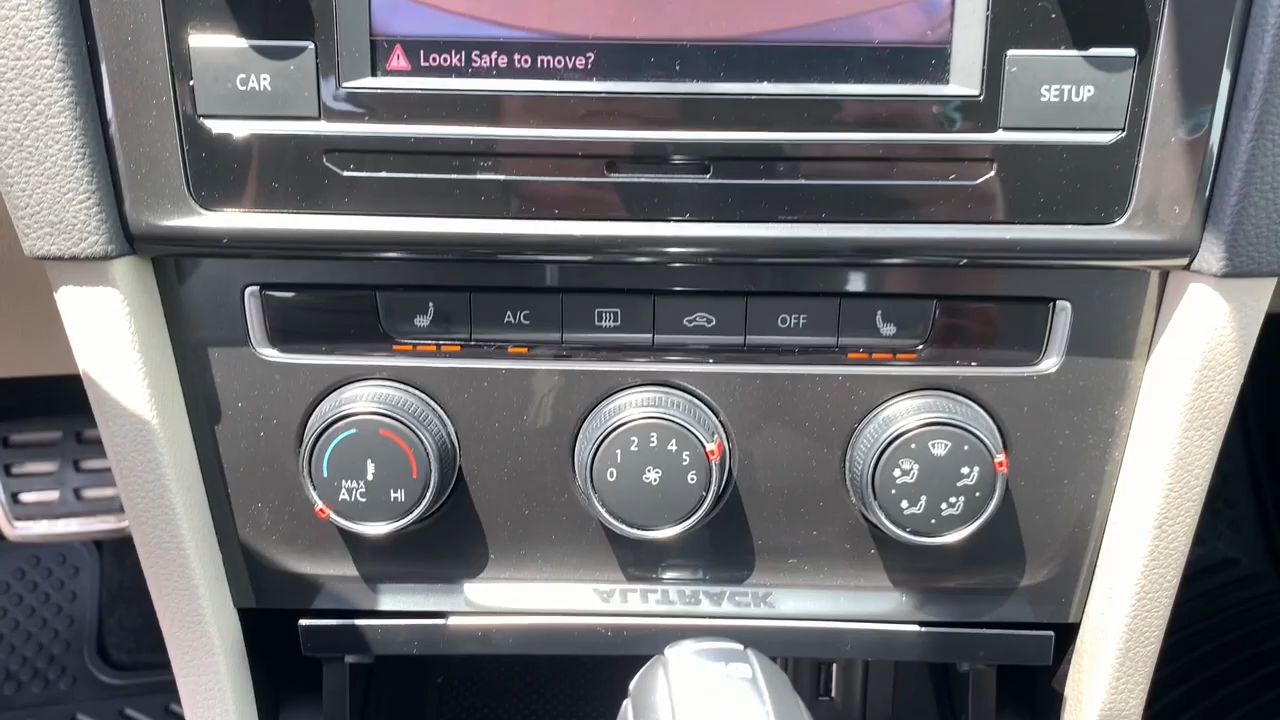 Look! Safe to move?
CAR
SETUP
A/C
OFF
MAX
A/C
HI
0
1
2
3
4
5
6
ALLTRACK